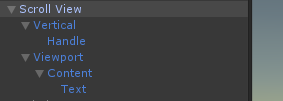 Scroll View
Vertical
Handle
Viewport
Content
Text